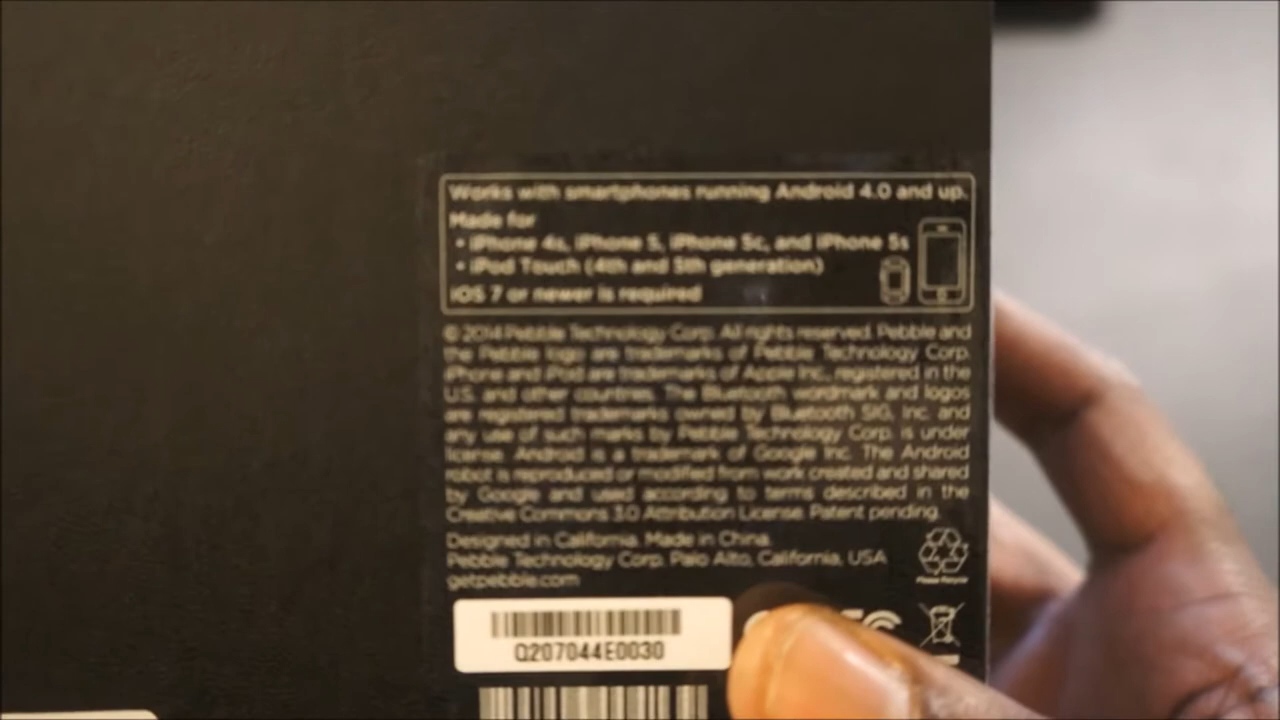 Works with smartphones running Android 4.0 and up.
Made for
• iPhone 4s, iPhone 5, iPhone 5c, and iPhone 5s
• iPod Touch (4th and 5th generation)
iOS 7 or newer is required
© 2014 Pebble Technology Corp. All rights reserved. Pebble and
the Pebble logo are trademarks of Pebble Technology Corp.
iPhone and iPod are trademarks of Apple Inc., registered in the
U.S. and other countries. The Bluetooth wordmark and logos
are registered trademarks owned by Bluetooth SIG, Inc. and
any use of such marks by Pebble Technology Corp. is under
license. Android is a trademark of Google Inc. The Android
robot is reproduced or modified from work created and shared
by Google and used according to terms described in the
Creative Commons 3.0 Attribution License. Patent pending.
Designed in California. Made in China.
Pebble Technology Corp. Palo Alto, California, USA
getpebble.com
Please Recycle
Q207044E0030